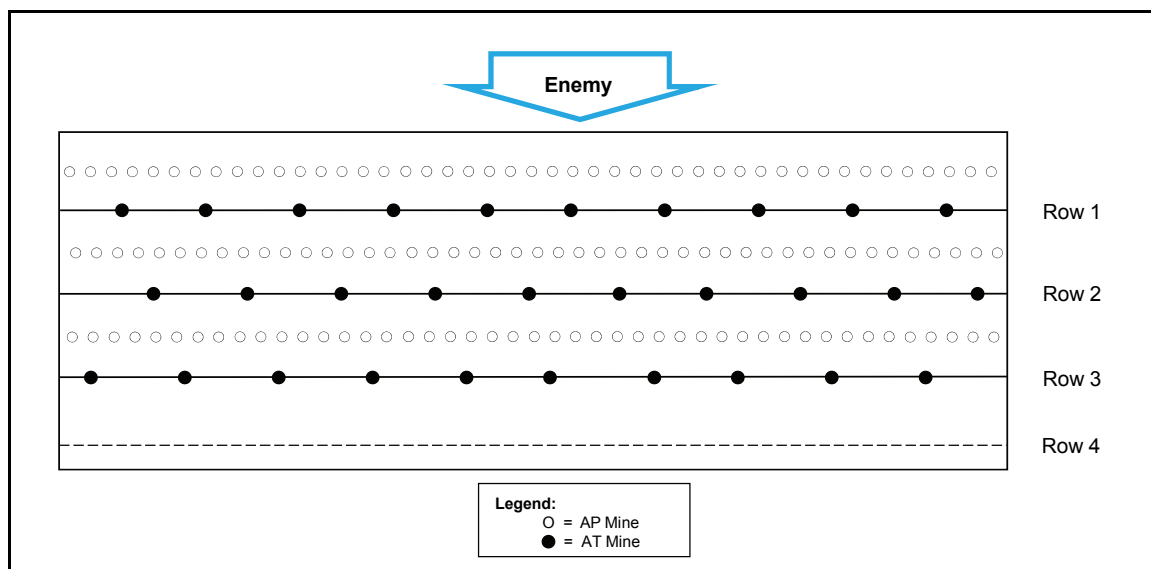 Enemy
Row 1
Row 2
Row 3
Row 4
Legend:
O = AP Mine
● = AT Mine